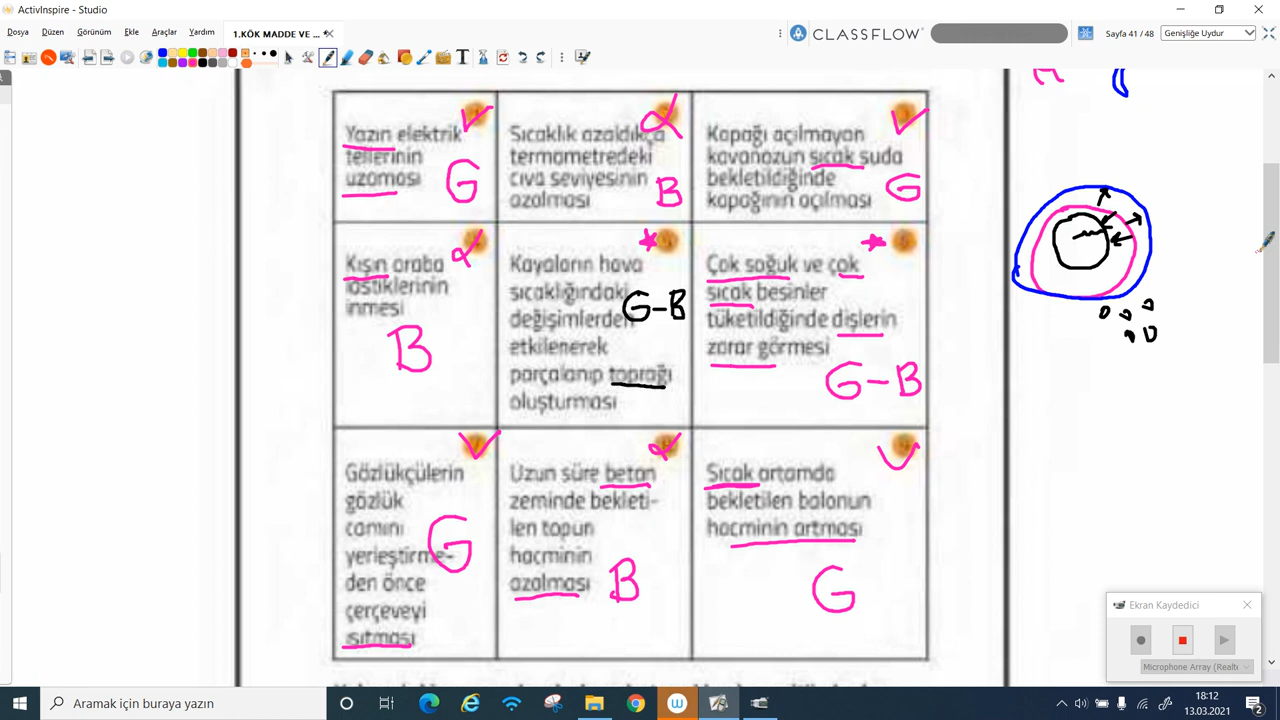 ActivInspire - Studio
Dosya Düzen Görünüm Ekle Araçlar Yardım
1.KÖK MADDE VE ...
CLASSFLOW
Sayfa 41 / 48
Genişliğe Uydur
Yazın elektrik
tellerinin
uzaması
G
Sıcaklık azaldıkça
termometredeki
cıva seviyesinin
azalması
B
Kapağı açılmayan
kavanozun sıcak suda
bekletildiğinde
kapağının açılması
G
Kışın araba
lastiklerinin
inmesi
B
Kayaların hava
sıcaklığındaki
değişimlerden
etkilenerek
parçalanıp toprağı
oluşturması
G-B
Çok soğuk ve çok
sıcak besinler
tüketildiğinde dişlerin
zarar görmesi
G-B
Gözlükçülerin
gözlük
camını
yerleştirme-
den önce
çerçeveyi
ısıtması
G
Uzun süre beton
zeminde bekleti-
len topun
hacminin
azalması
B
Sıcak ortamda
bekletilen balonun
hacminin artması
G
Ekran Kaydedici
Microphone Array (Realt
Aramak için buraya yazın
18:12
13.03.2021